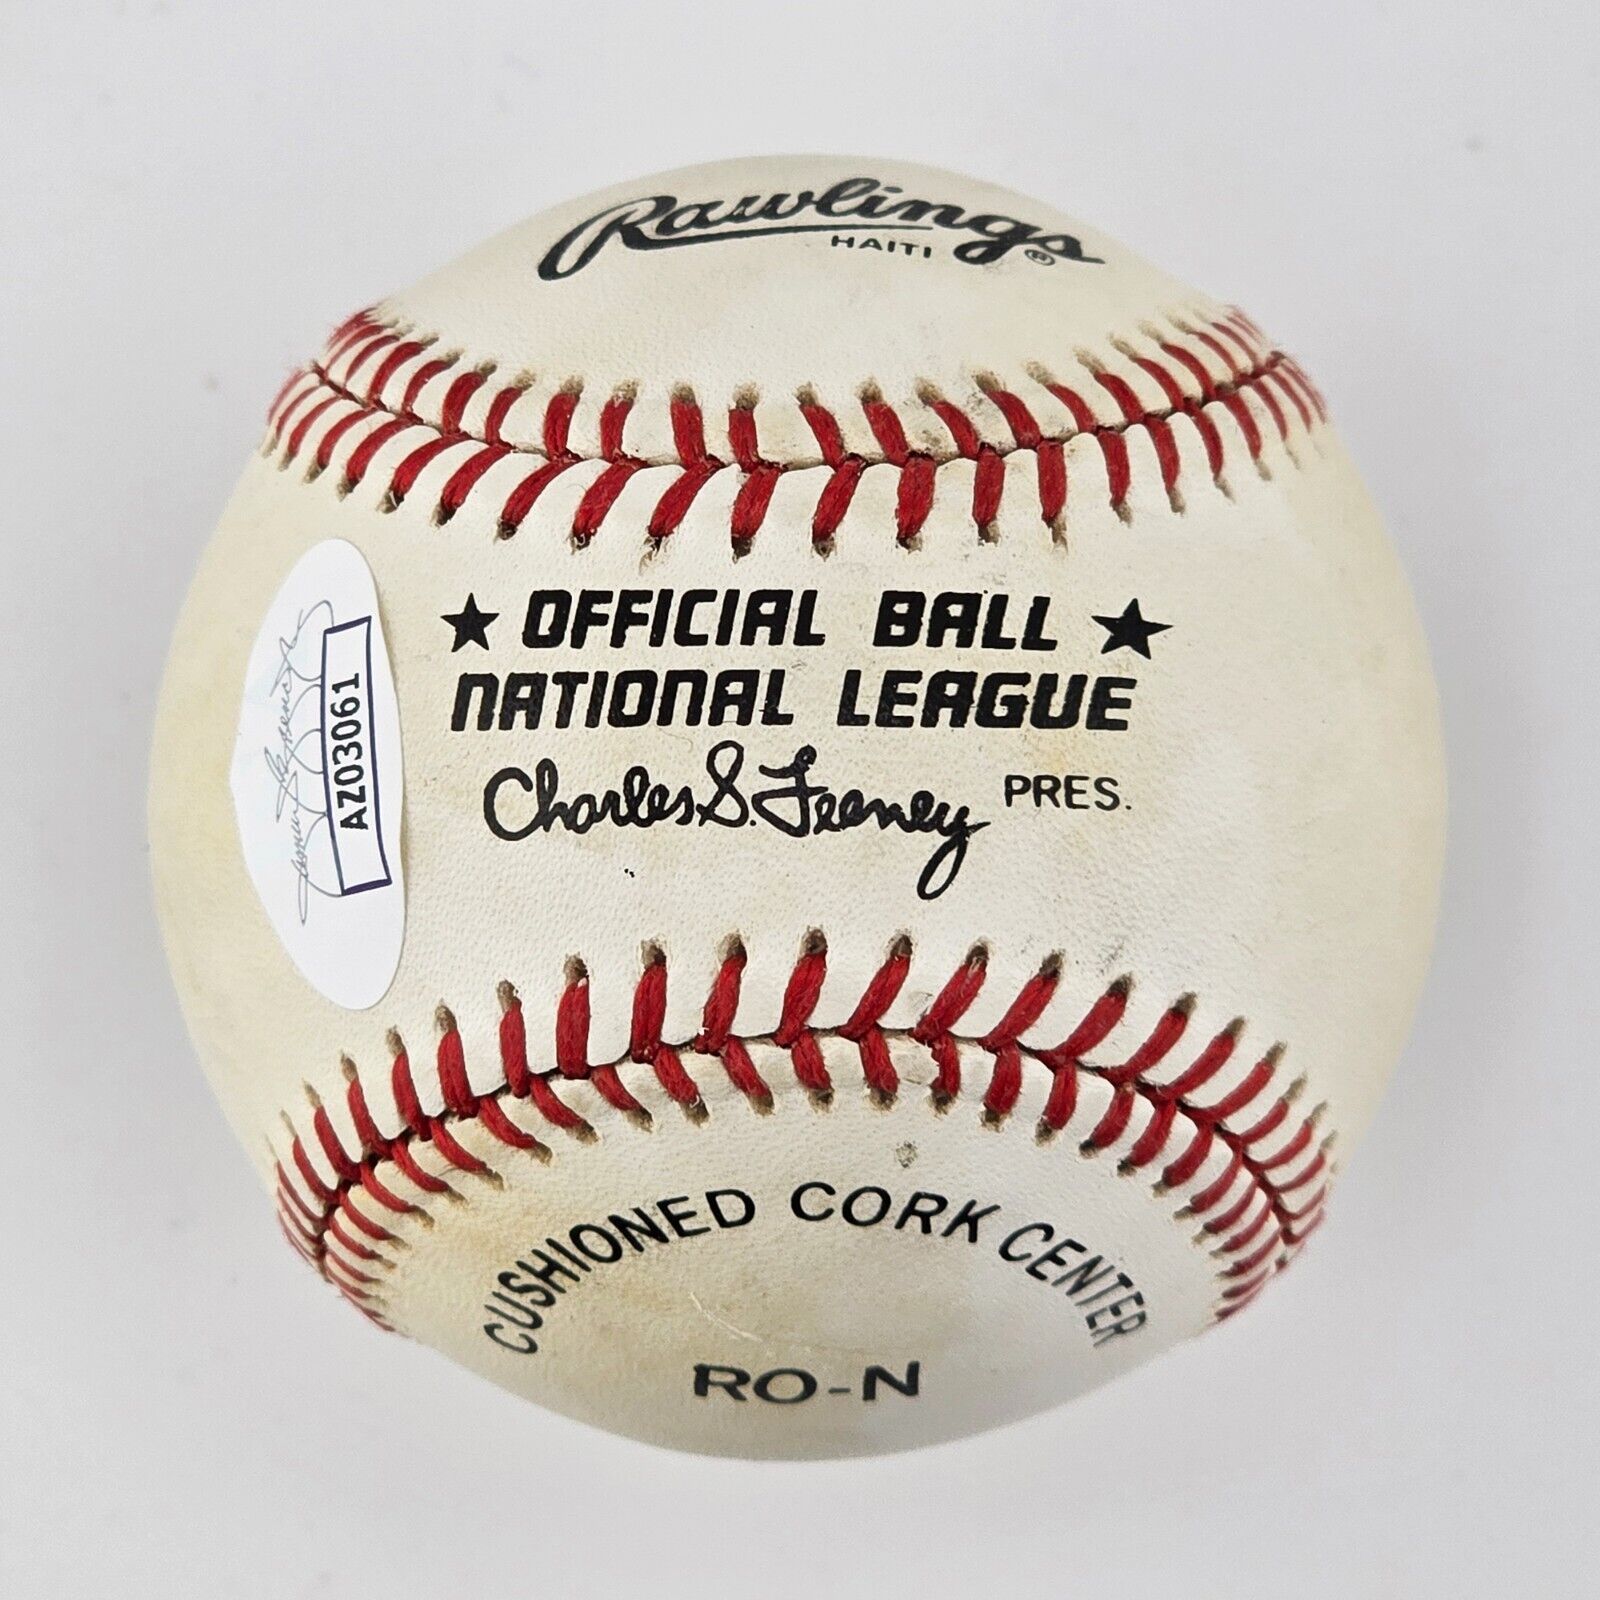 Rawlings ®
HAITI
★ OFFICIAL BALL ★
NATIONAL LEAGUE
Charles S. Feeney PRES.
CUSHIONED CORK CENTER
RO-N
AZ03061